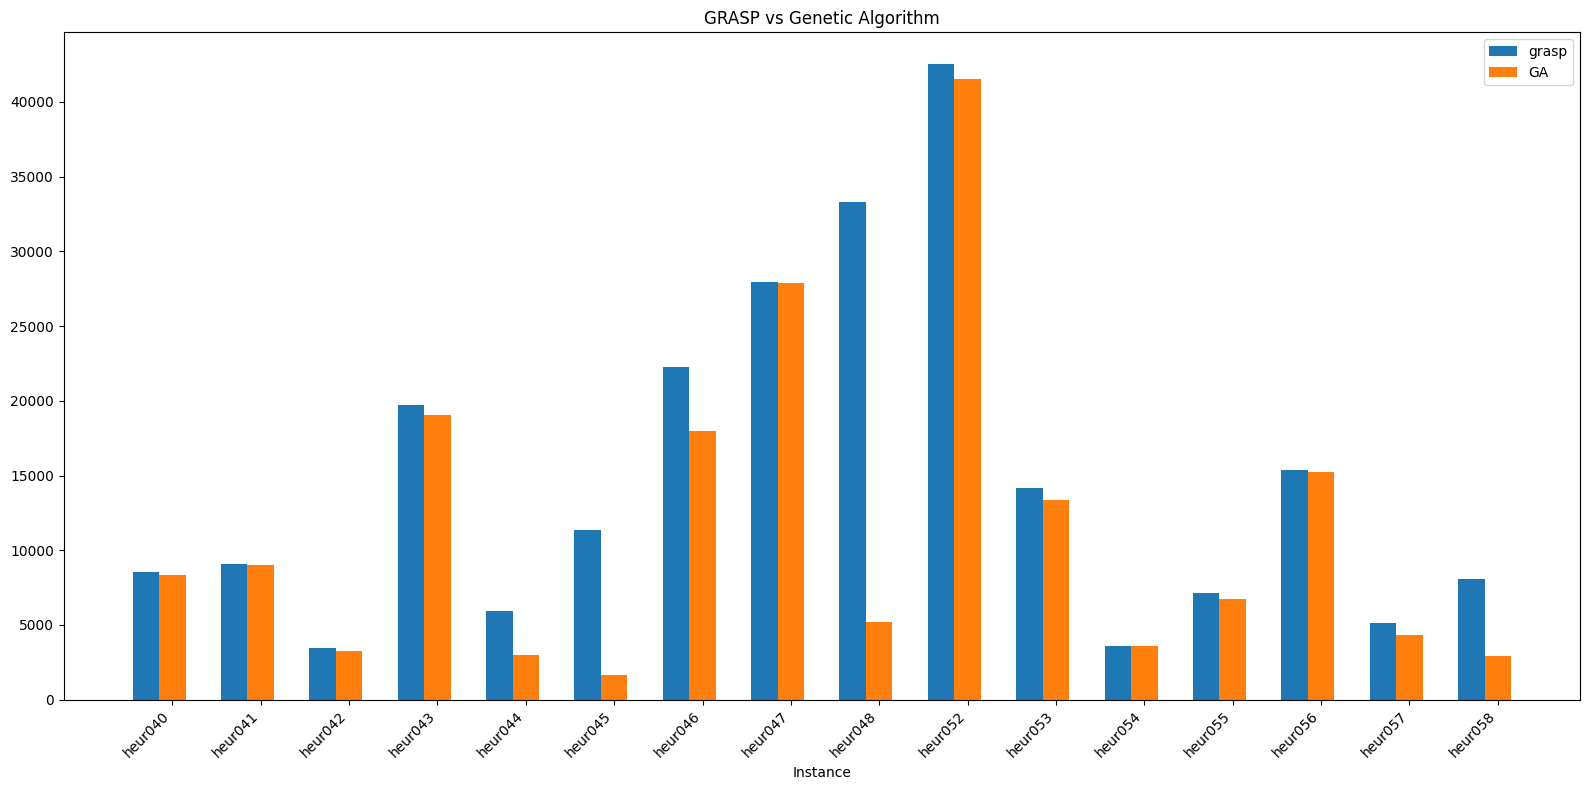 GRASP vs Genetic Algorithm
grasp
GA
40000
35000
30000
25000
20000
15000
10000
5000
0
heur040
heur041
heur042
heur043
heur044
heur045
heur046
heur047
heur048
heur052
heur053
heur054
heur055
heur056
heur057
heur058
Instance